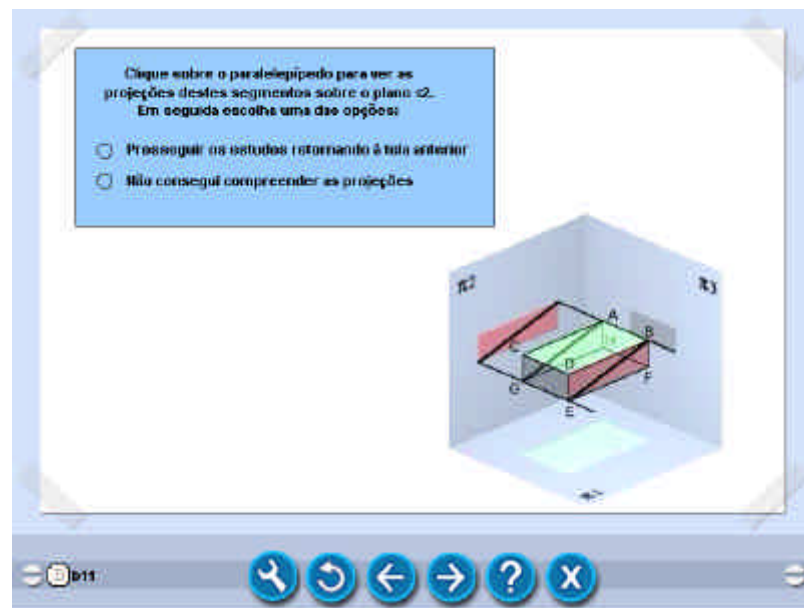 Clique sobre o paralelepípedo para ver as
projeções destes segmentos sobre o plano π2.
Em seguida escolha uma das opções:
Prosseguir os estudos retornando à tela anterior
Não consegui compreender as projeções
π2
π3
A
B
C
D
F
G
E
b11
?
X